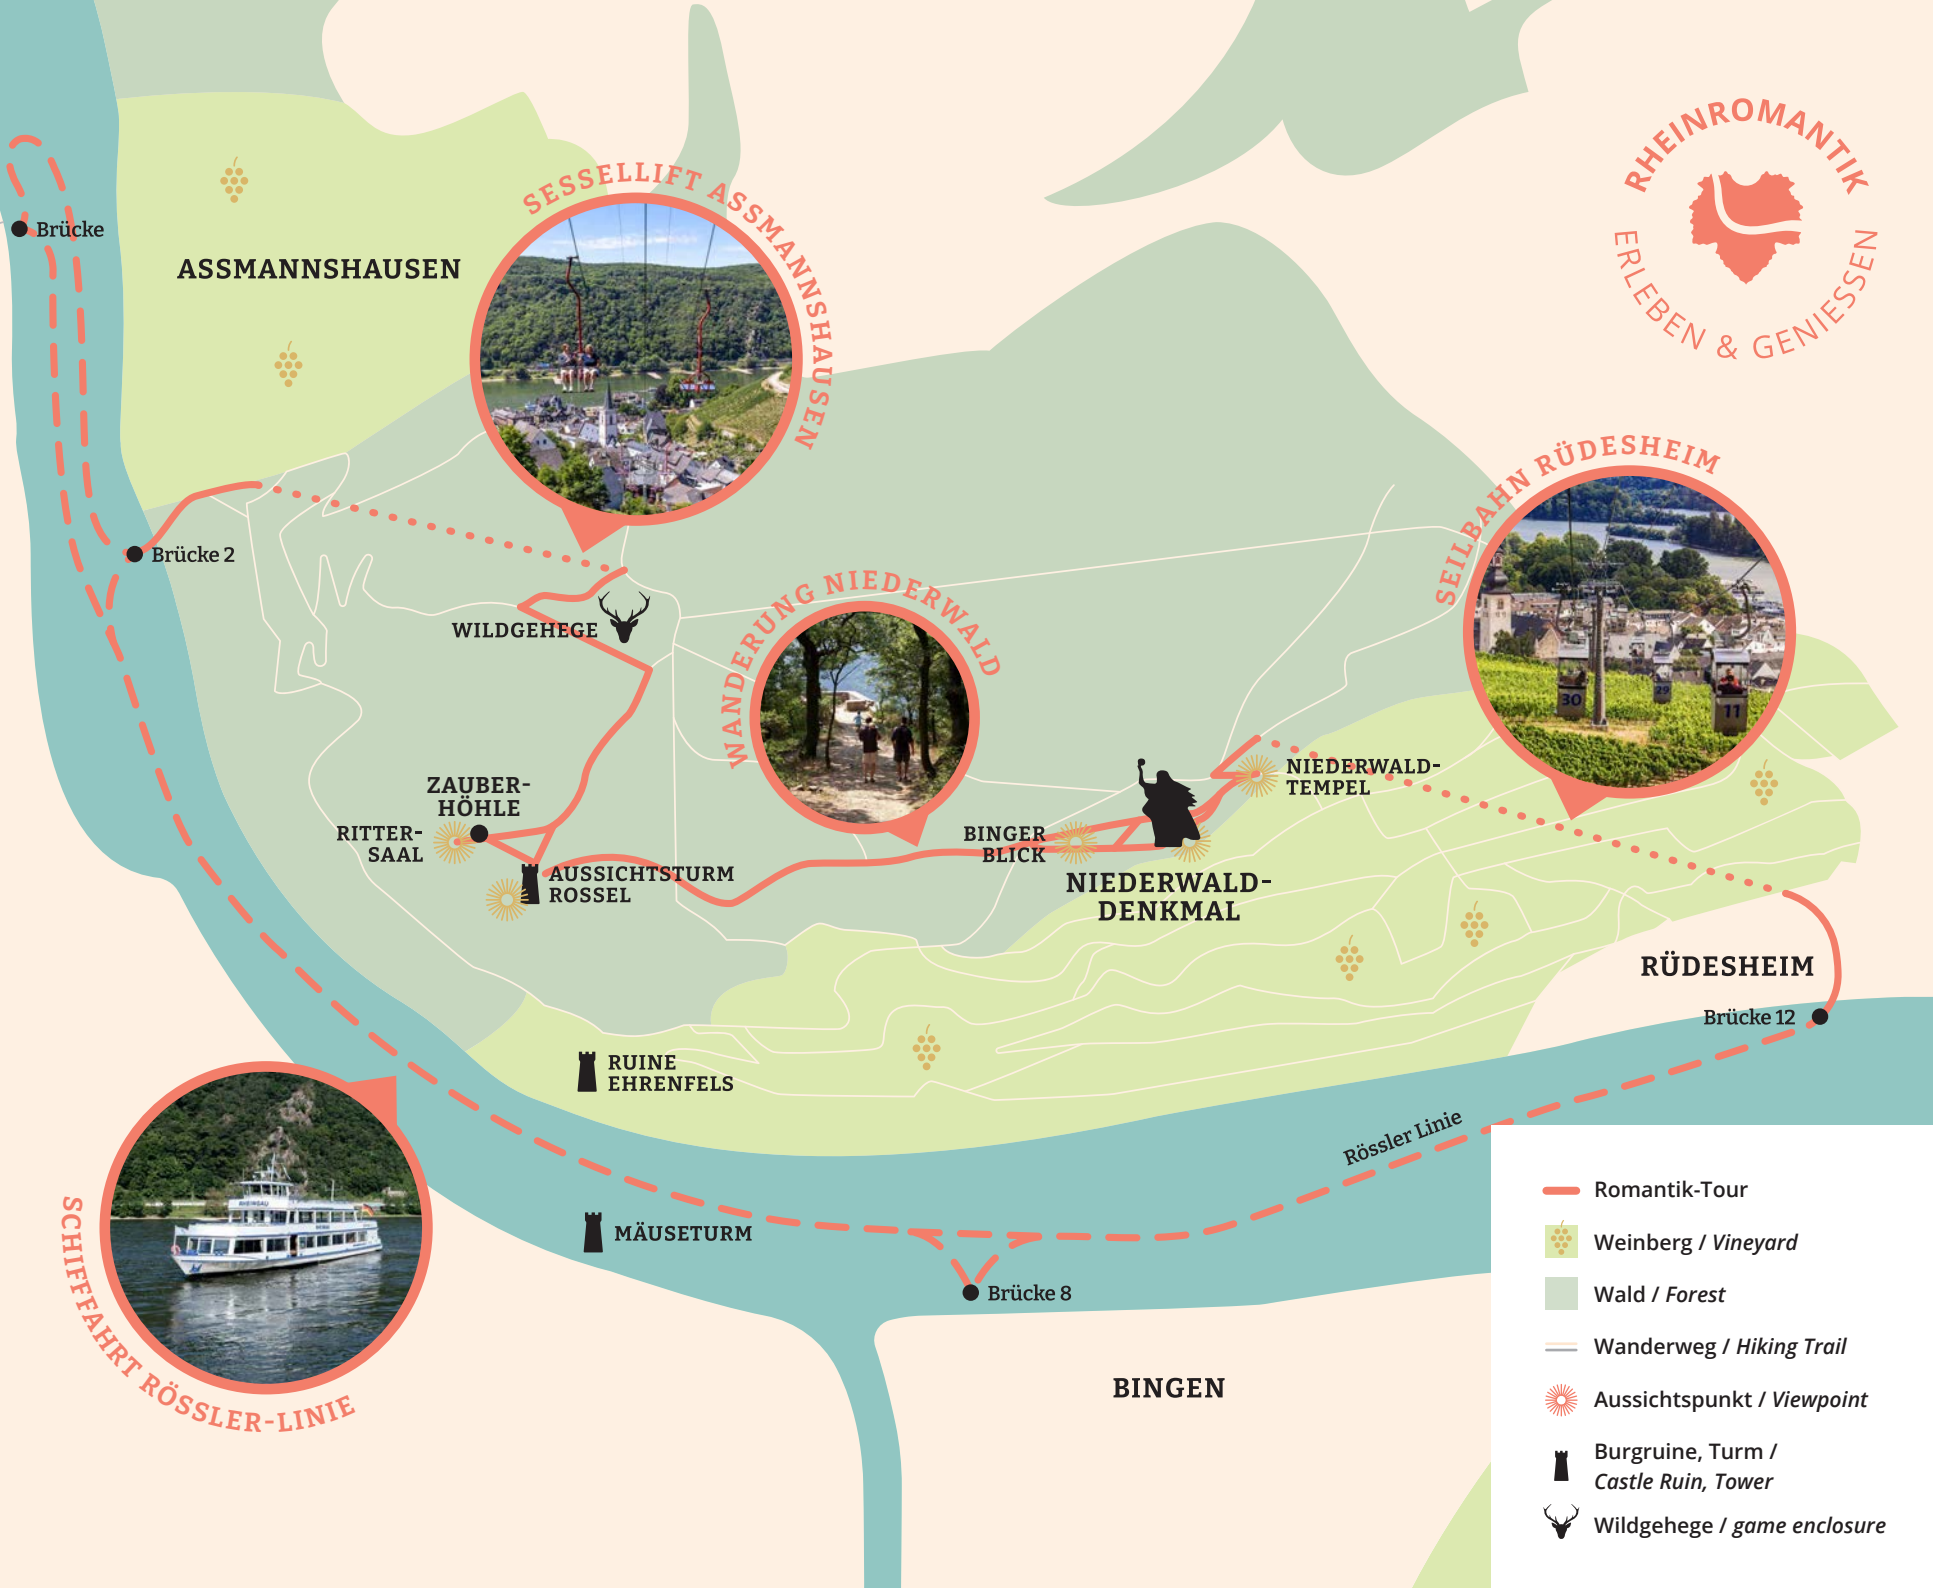 RHEINROMANTIK
ERLEBEN & GENIESSEN
SESSELLIFT ASSMANNSHAUSEN
Brücke
ASSMANNSHAUSEN
SEILBAHN RÜDESHEIM
30
29
11
Brücke 2
WILDGEHEGE
WANDERUNG NIEDERWALD
NIEDERWALD-
TEMPEL
ZAUBER-
HÖHLE
RITTER-
SAAL
BINGER
BLICK
AUSSICHTSTURM
ROSSEL
NIEDERWALD-
DENKMAL
RÜDESHEIM
Brücke 12
RUINE
EHRENFELS
Rössler Linie
MÄUSETURM
Brücke 8
SCHIFFFAHRT RÖSSLER-LINIE
BINGEN
Romantik-Tour
Weinberg / Vineyard
Wald / Forest
Wanderweg / Hiking Trail
Aussichtspunkt / Viewpoint
Burgruine, Turm /
Castle Ruin, Tower
Wildgehege / game enclosure